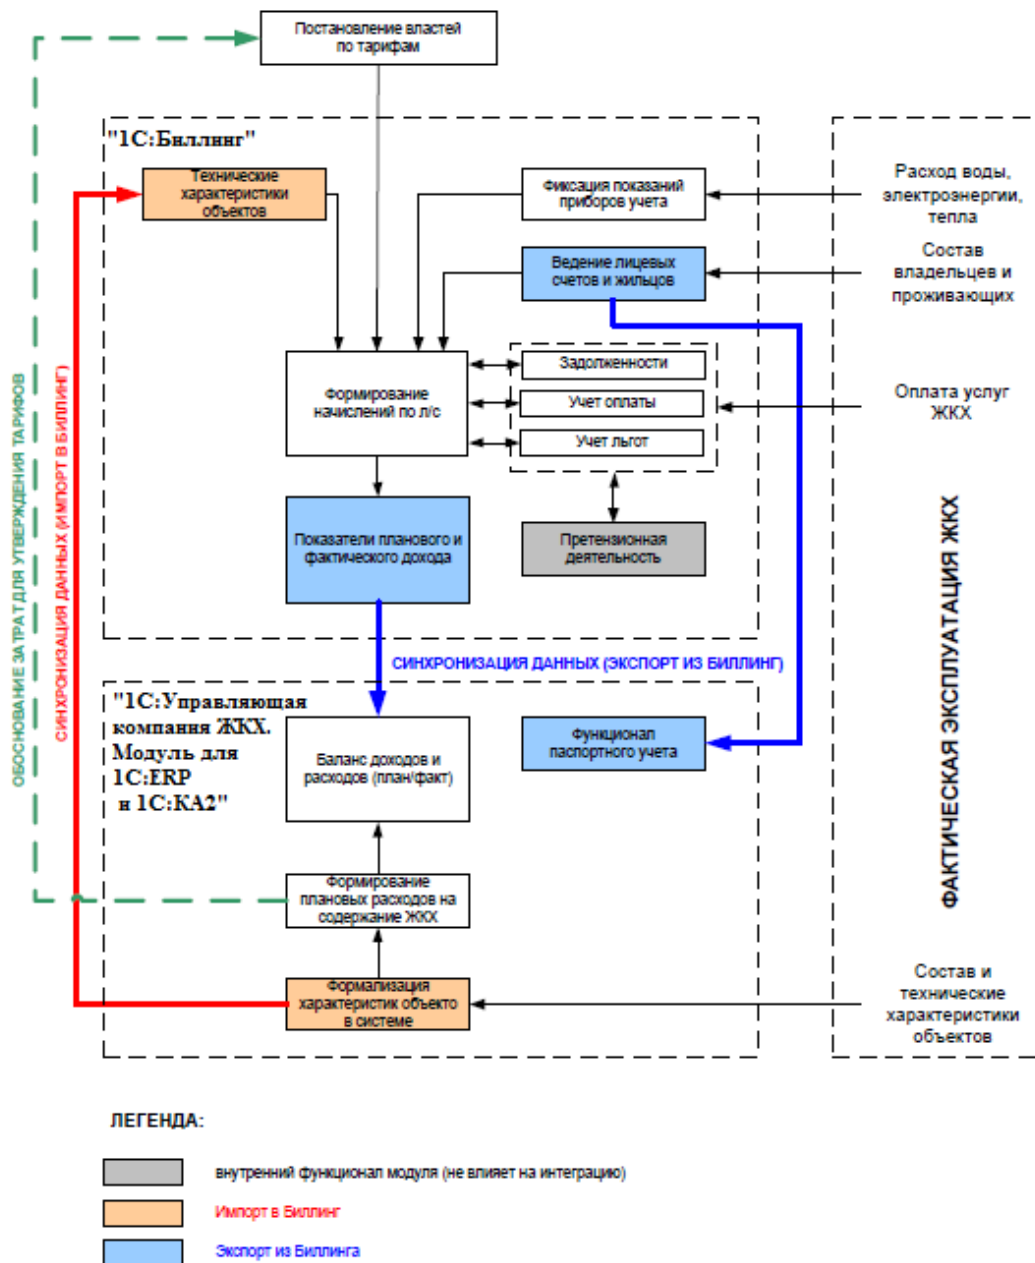 Постановление властей
по тарифам
"1С:Биллинг"
Технические
характеристики
объектов
Фиксация показаний
приборов учета
Расход воды,
электроэнергии,
тепла
Ведение лицевых
счетов и жильцов
Состав
владельцев и
проживающих
Формирование
начислений по л/с
Задолженности
Учет оплаты
Учет льгот
Оплата услуг
ЖКХ
Показатели планового и
фактического дохода
Претензионная
деятельность
СИНХРОНИЗАЦИЯ ДАННЫХ (ЭКСПОРТ ИЗ БИЛЛИНГ)
ОБОСНОВАНИЕ ЗАТРАТ ДЛЯ УТВЕРЖДЕНИЯ ТАРИФОВ
СИНХРОНИЗАЦИЯ ДАННЫХ (ИМПОРТ В БИЛЛИНГ)
ФАКТИЧЕСКАЯ ЭКСПЛУАТАЦИЯ ЖКХ
"1С:Управляющая
компания ЖКХ.
Модуль для
1С:ERP
и 1С:КА2"
Баланс доходов и
расходов (план/факт)
Функционал
паспортного учета
Формирование
плановых расходов на
содержание ЖКХ
Формализация
характеристик объекто
в системе
Состав и
технические
характеристики
объектов
ЛЕГЕНДА:
внутренний функционал модуля (не влияет на интеграцию)
Импорт в Биллинг
Экспорт из Биллинга